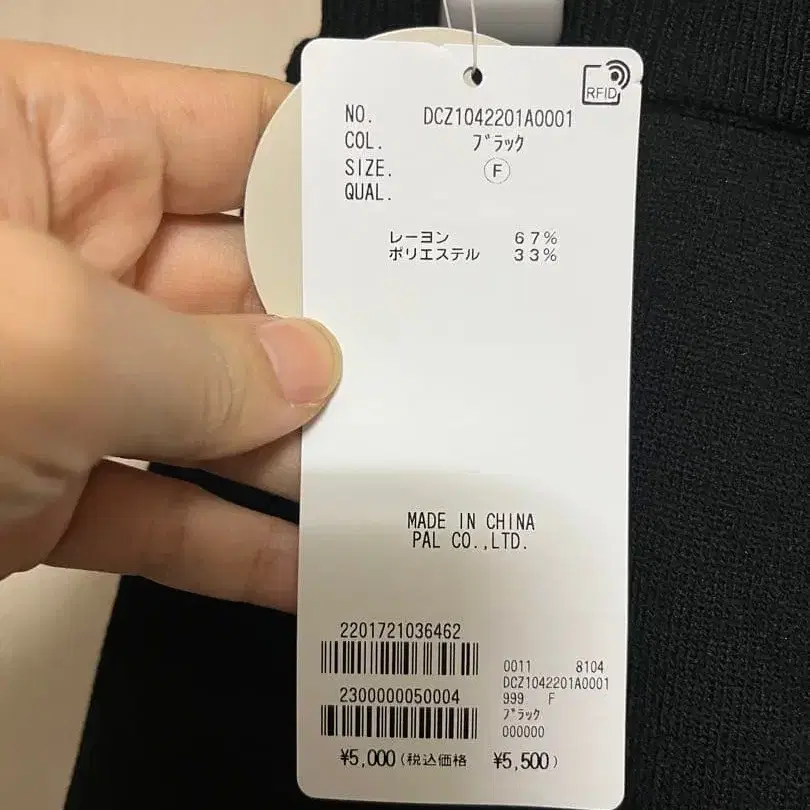 RFID
NO. DCZ1042201A0001
COL. ﾌﾞﾗｯｸ
SIZE. Ⓕ
QUAL.
レーヨン 67%
ポリエステル 33%
MADE IN CHINA
PAL CO.,LTD.
2201721036462
0011 8104
DCZ1042201A0001
2300000050004
999 F
ﾌﾞﾗｯｸ
000000
¥5,000(税込価格 ¥5,500)